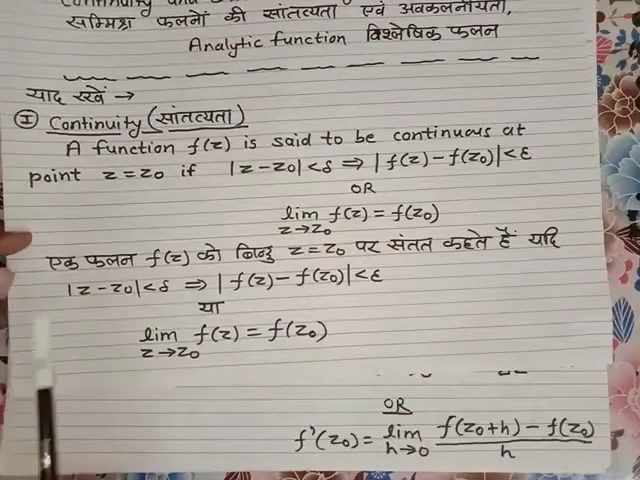 Continuity and
सम्मिश्र फलनों की सांतत्यता एवं अवकलनीयता,
Analytic function विश्लेषिक फलन
याद रखें →
Ⓘ Continuity (सांतत्यता)
A function f(z) is said to be continuous at
point z = z₀ if |z - z₀| < δ ⇒ |f(z) - f(z₀)| < ε
OR
lim f(z) = f(z₀)
z → z₀
एक फलन f(z) को बिन्दु z = z₀ पर संतत कहते हैं यदि
|z - z₀| < δ ⇒ |f(z) - f(z₀)| < ε
या
lim f(z) = f(z₀)
z → z₀
OR
f'(z₀) = lim f(z₀+h) - f(z₀)
h → 0 h